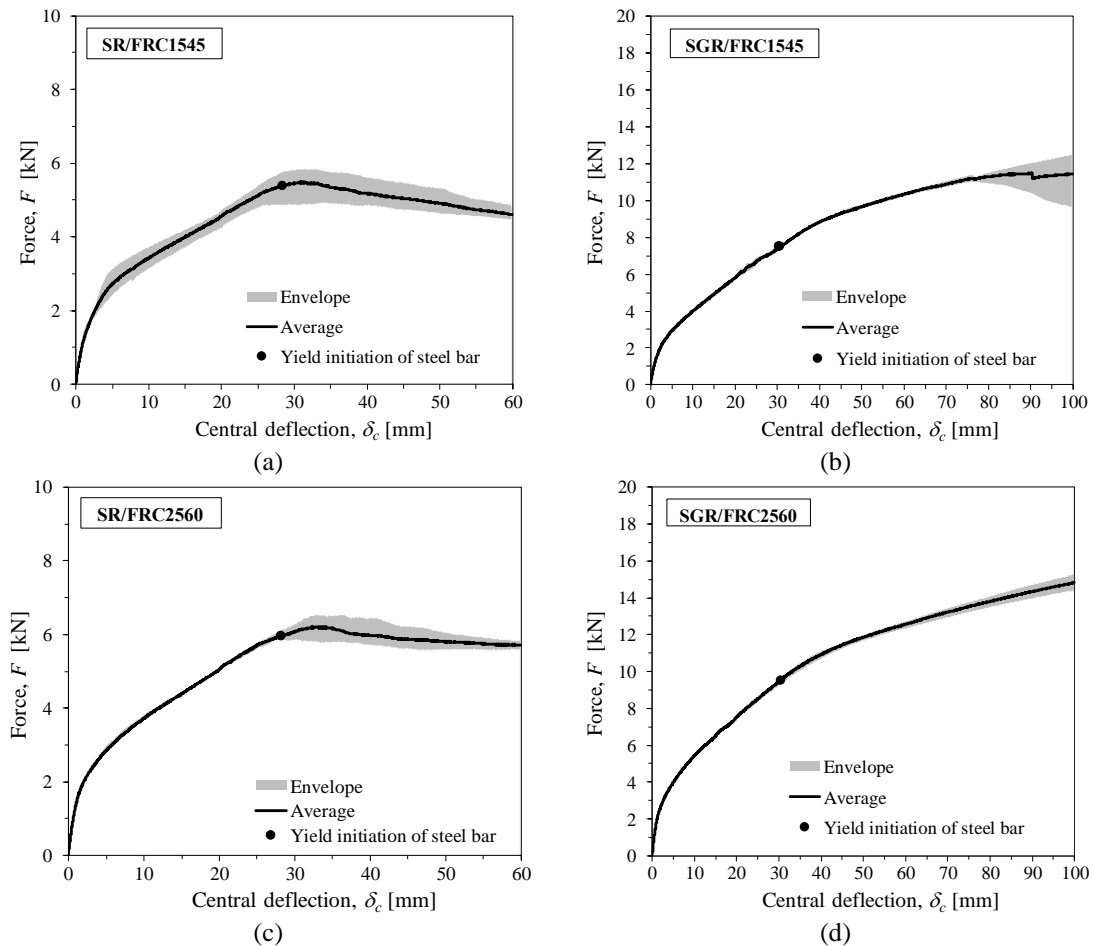 SR/FRC1545
10
8
6
4
2
0
Force, F [kN]
Envelope
Average
Yield initiation of steel bar
0 10 20 30 40 50 60
Central deflection, δc [mm]
(a)
SGR/FRC1545
20
18
16
14
12
10
8
6
4
2
0
Force, F [kN]
Envelope
Average
Yield initiation of steel bar
0 10 20 30 40 50 60 70 80 90 100
Central deflection, δc [mm]
(b)
SR/FRC2560
10
8
6
4
2
0
Force, F [kN]
Envelope
Average
Yield initiation of steel bar
0 10 20 30 40 50 60
Central deflection, δc [mm]
(c)
SGR/FRC2560
20
18
16
14
12
10
8
6
4
2
0
Force, F [kN]
Envelope
Average
Yield initiation of steel bar
0 10 20 30 40 50 60 70 80 90 100
Central deflection, δc [mm]
(d)